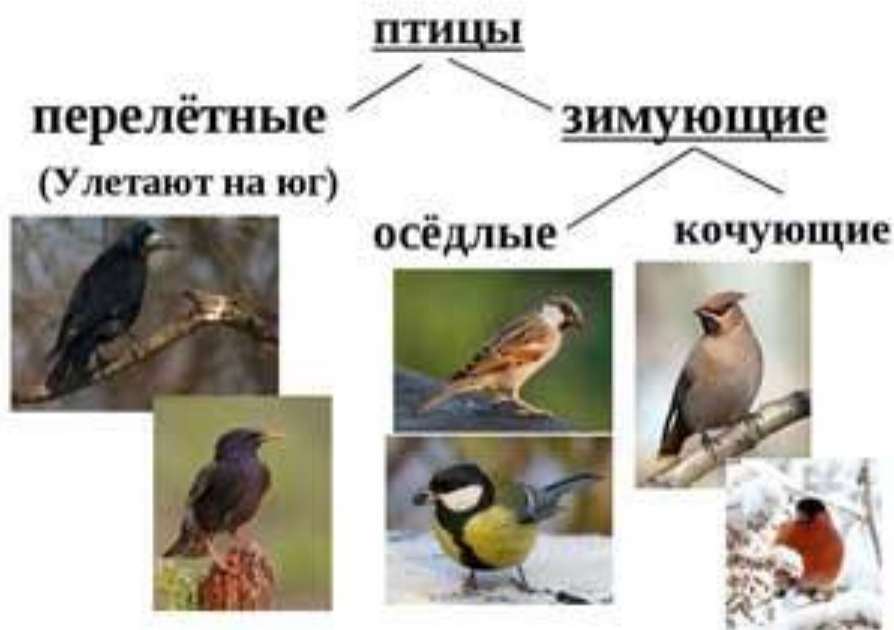 птицы
перелётные
зимующие
(Улетают на юг)
осёдлые
кочующие